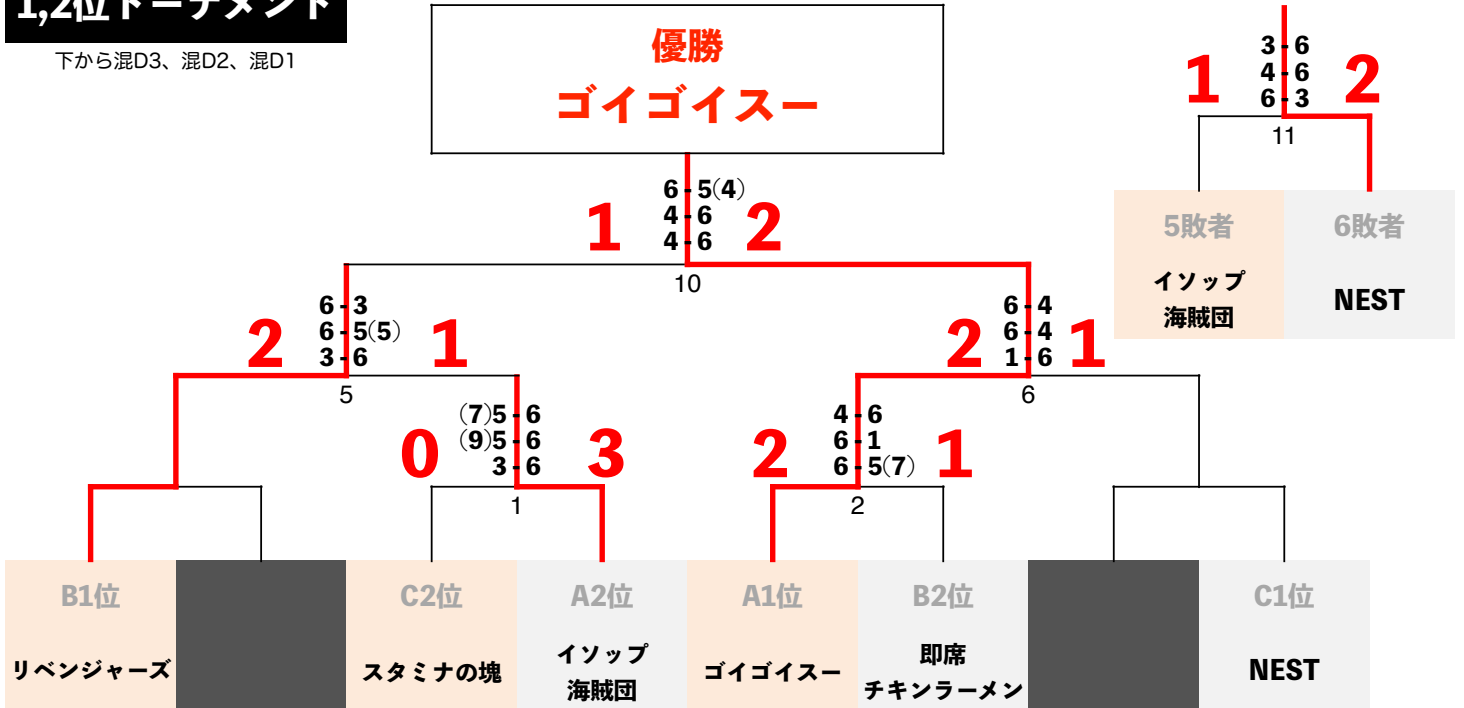 1,2位トーナメント
下から混D3、混D2、混D1
優勝
ゴイゴイスー
1
3-6
4-6
6-3
2
11
5敗者
イソップ
海賊団
6敗者
NEST
1
6-5(4)
4-6
4-6
2
10
2
6-3
6-5(5)
3-6
1
5
2
6-4
6-4
1-6
1
6
0
(7)5-6
(9)5-6
3-6
3
1
2
4-6
6-1
6-5(7)
1
2
B1位
リベンジャーズ
C2位
スタミナの塊
A2位
イソップ
海賊団
A1位
ゴイゴイスー
B2位
即席
チキンラーメン
C1位
NEST